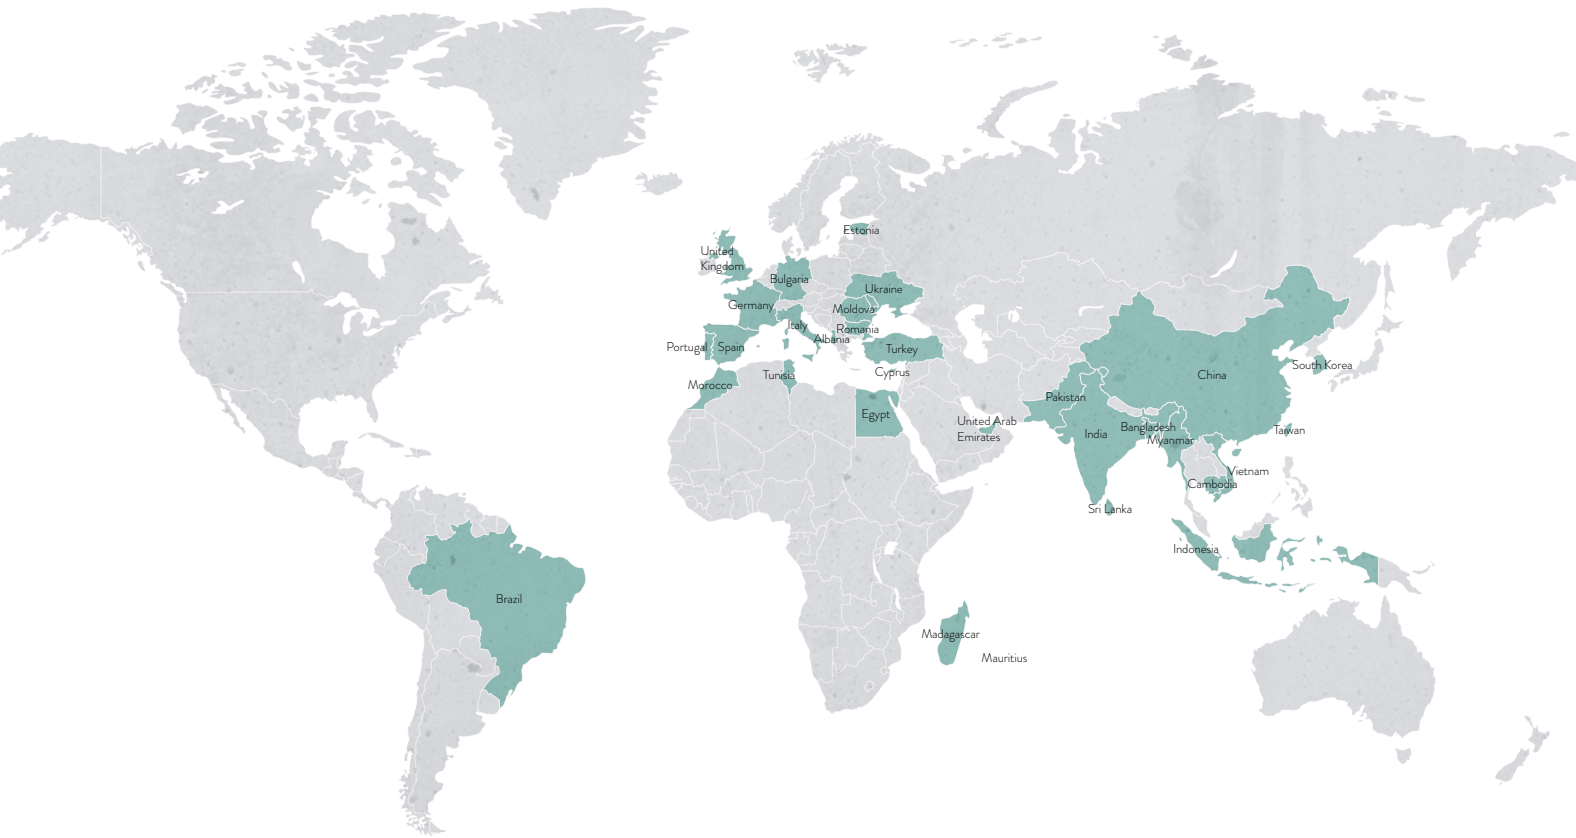 Estonia
United
Kingdom
Bulgaria
Ukraine
Germany
Moldova
Italy
Romania
Albania
Portugal
Spain
Turkey
Cyprus
Tunisia
Morocco
Egypt
United Arab
Emirates
Pakistan
India
Bangladesh
Myanmar
China
South Korea
Taiwan
Vietnam
Cambodia
Sri Lanka
Indonesia
Brazil
Madagascar
Mauritius